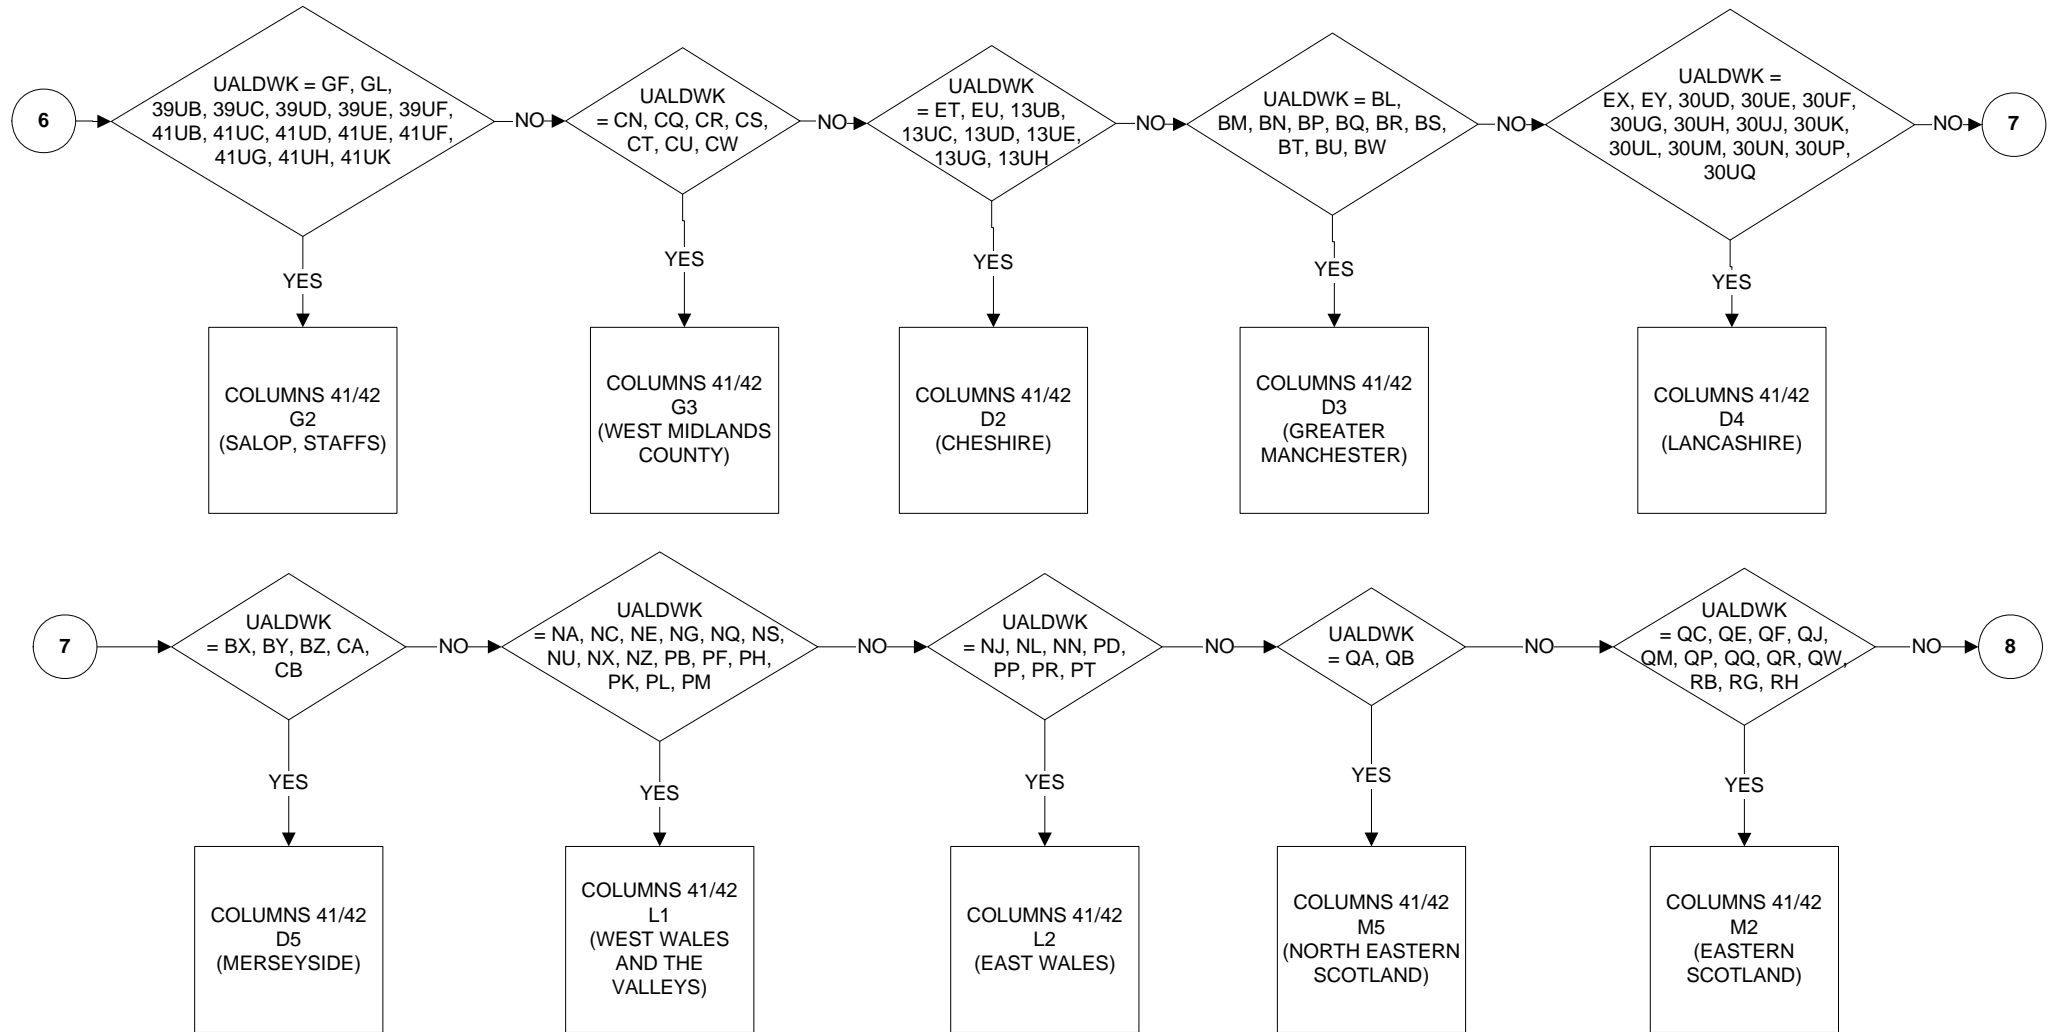 6
UALDWK = GF, GL,
39UB, 39UC, 39UD, 39UE, 39UF,
41UB, 41UC, 41UD, 41UE, 41UF,
41UG, 41UH, 41UK
NO
UALDWK
= CN, CQ, CR, CS,
CT, CU, CW
NO
UALDWK
= ET, EU, 13UB,
13UC, 13UD, 13UE,
13UG, 13UH
NO
UALDWK = BL,
BM, BN, BP, BQ, BR, BS,
BT, BU, BW
NO
UALDWK =
EX, EY, 30UD, 30UE, 30UF,
30UG, 30UH, 30UJ, 30UK,
30UL, 30UM, 30UN, 30UP,
30UQ
NO
7
YES
YES
YES
YES
YES
COLUMNS 41/42
G2
(SALOP, STAFFS)
COLUMNS 41/42
G3
(WEST MIDLANDS
COUNTY)
COLUMNS 41/42
D2
(CHESHIRE)
COLUMNS 41/42
D3
(GREATER
MANCHESTER)
COLUMNS 41/42
D4
(LANCASHIRE)
7
UALDWK
= BX, BY, BZ, CA,
CB
NO
UALDWK
= NA, NC, NE, NG, NQ, NS,
NU, NX, NZ, PB, PF, PH,
PK, PL, PM
NO
UALDWK
= NJ, NL, NN, PD,
PP, PR, PT
NO
UALDWK
= QA, QB
NO
UALDWK
= QC, QE, QF, QJ,
QM, QP, QQ, QR, QW,
RB, RG, RH
NO
8
YES
YES
YES
YES
YES
COLUMNS 41/42
D5
(MERSEYSIDE)
COLUMNS 41/42
L1
(WEST WALES
AND THE
VALLEYS)
COLUMNS 41/42
L2
(EAST WALES)
COLUMNS 41/42
M5
(NORTH EASTERN
SCOTLAND)
COLUMNS 41/42
M2
(EASTERN
SCOTLAND)